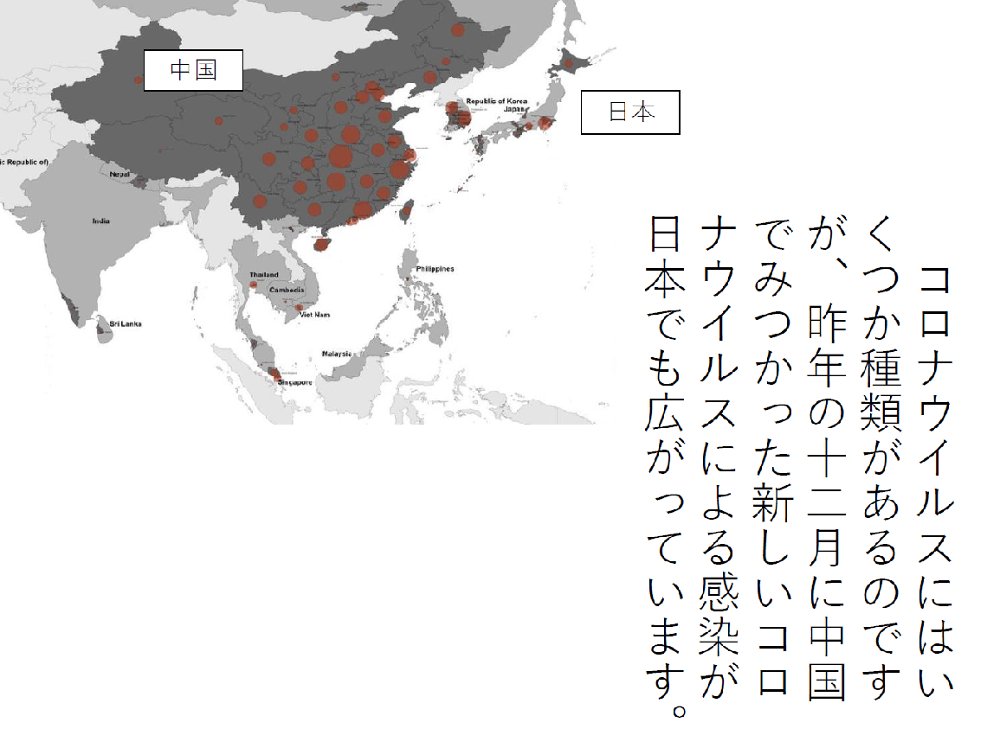 コロナウイルスにはい
くつか種類があるのです
が、昨年の十二月に中国
でみつかった新しいコロ
ナウイルスによる感染が
日本でも広がっています。
中国
日本
Republic of Korea
Japan
ic Republic of)
Nepal
India
Thailand
Cambodia
Viet Nam
Philippines
Sri Lanka
Malaysia
Singapore